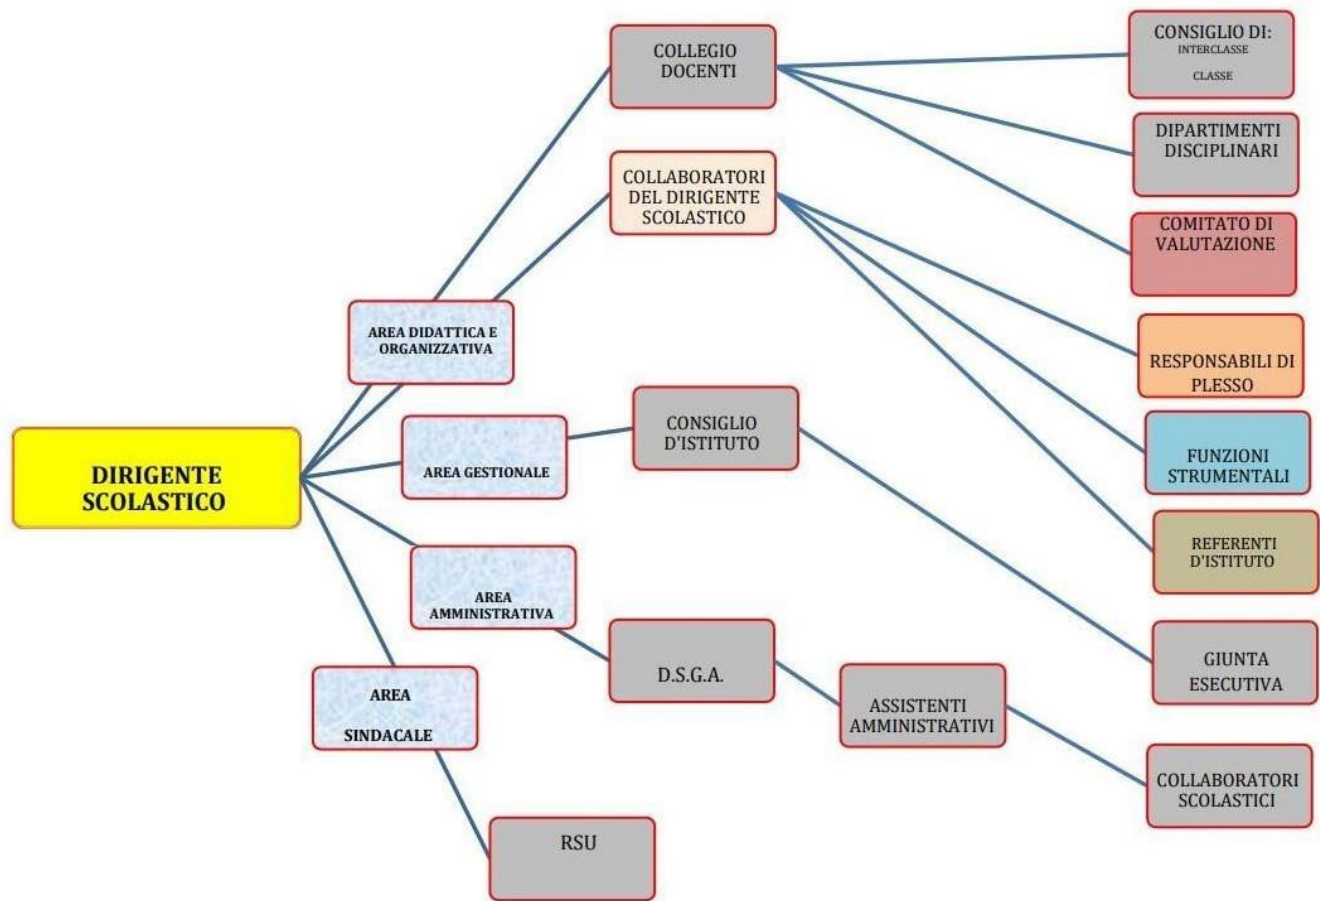 COLLEGIO
DOCENTI
CONSIGLIO DI:
INTERCLASSE
CLASSE
DIPARTIMENTI
DISCIPLINARI
COLLABORATORI
DEL DIRIGENTE
SCOLASTICO
COMITATO DI
VALUTAZIONE
AREA DIDATTICA E
ORGANIZZATIVA
RESPONSABILI DI
PLESSO
DIRIGENTE
SCOLASTICO
AREA GESTIONALE
CONSIGLIO
D'ISTITUTO
FUNZIONI
STRUMENTALI
REFERENTI
D'ISTITUTO
AREA
AMMINISTRATIVA
D.S.G.A.
ASSISTENTI
AMMINISTRATIVI
GIUNTA
ESECUTIVA
COLLABORATORI
SCOLASTICI
AREA
SINDACALE
RSU